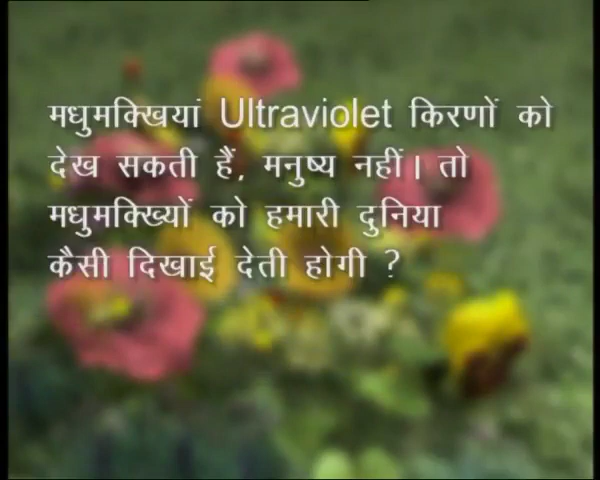 मधुमक्खियां Ultraviolet किरणों को
देख सकती हैं, मनुष्य नहीं। तो
मधुमक्ख्यिों को हमारी दुनिया
कैसी दिखाई देती होगी ?